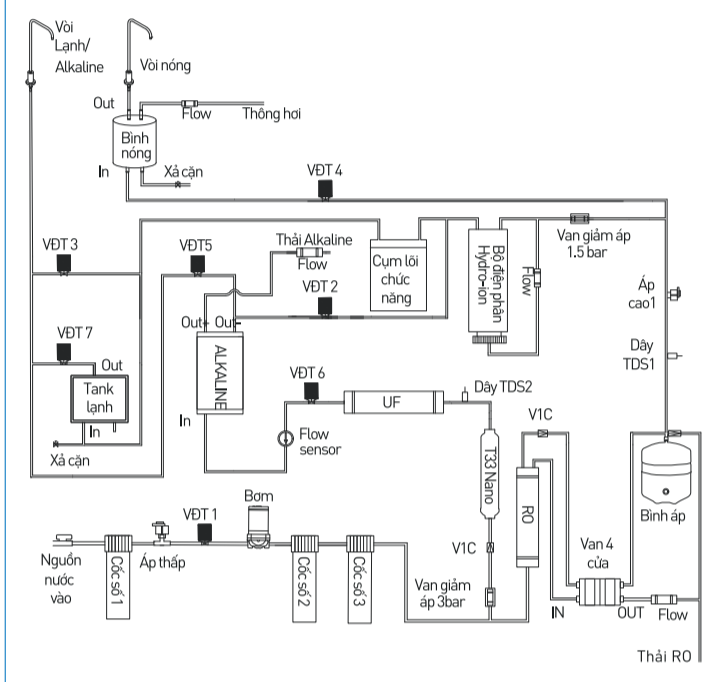 Vòi
Lạnh/
Alkaline
Vòi nóng
Out
Flow
Thông hơi
Bình
nóng
In
Xả cặn
VĐT 4
VĐT 3
VĐT5
Thải Alkaline
Flow
Cụm lõi
chức
năng
Bộ điện phân
Hydro-ion
Flow
Van giảm áp
1.5 bar
Áp
cao1
VĐT 2
Out+ Out-
VĐT 7
Out
Tank
lạnh
In
Xả cặn
ALKALINE
In
VĐT 6
UF
Dây TDS2
Dây
TDS1
Flow
sensor
T33 Nano
V1C
RO
Bình áp
Bơm
VĐT 1
Nguồn
nước
vào
Cốc số 1
Áp thấp
Cốc số 2
Cốc số 3
V1C
Van giảm
áp 3bar
Van 4
cửa
IN
OUT
Flow
Thải RO